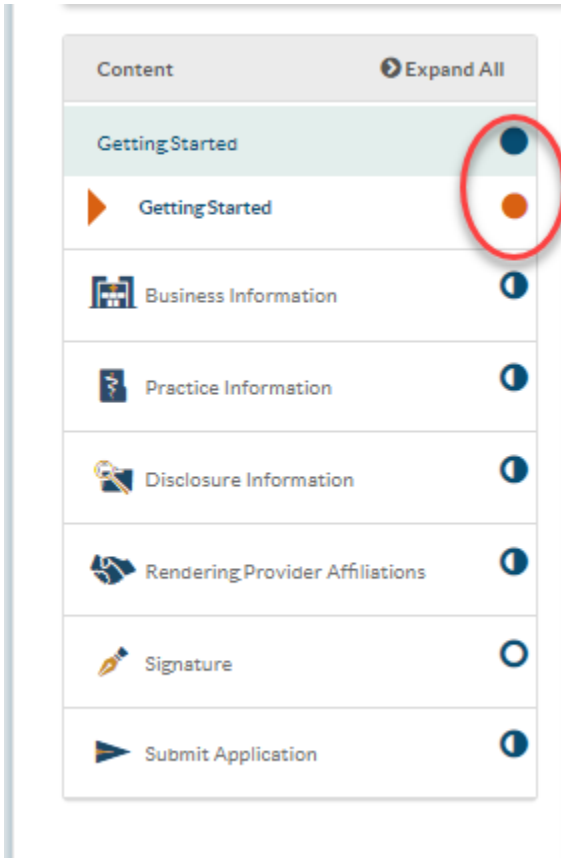 Content Expand All
Getting Started
Getting Started
Business Information
Practice Information
Disclosure Information
Rendering Provider Affiliations
Signature
Submit Application